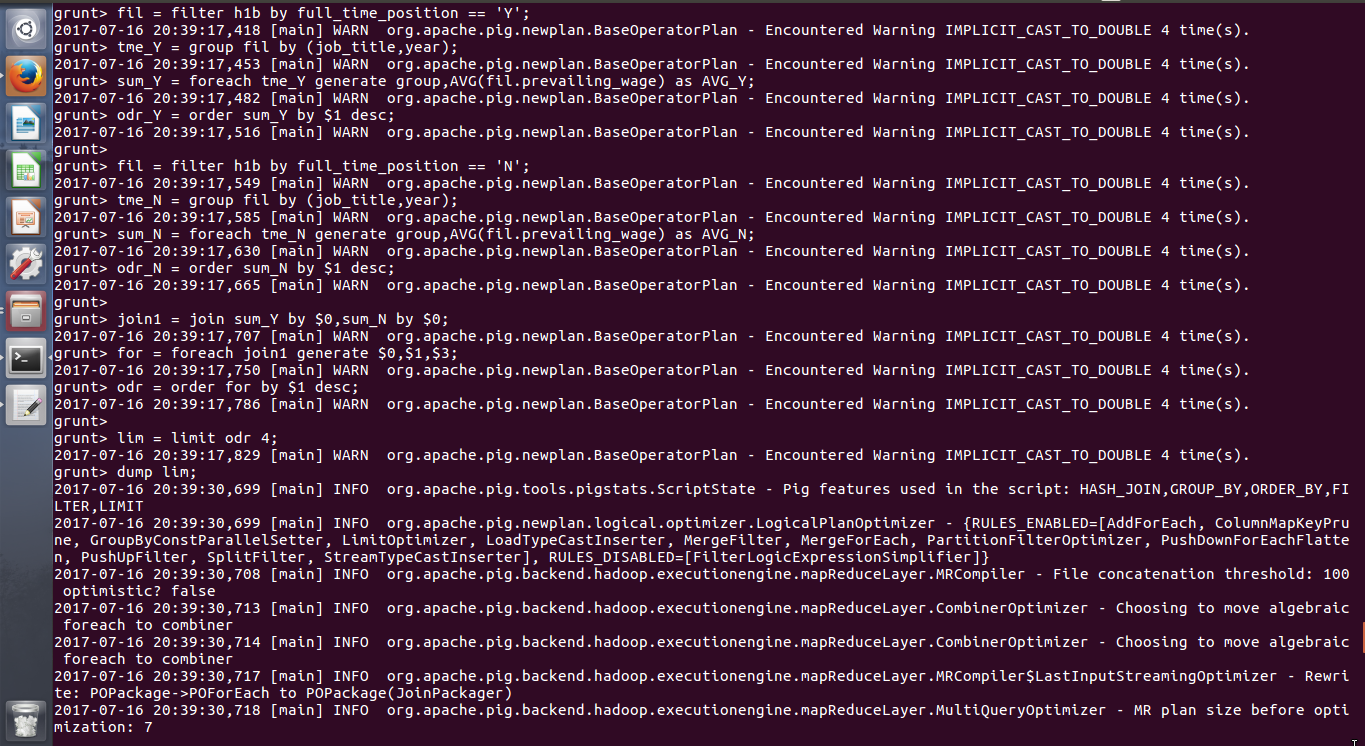 grunt> fil = filter h1b by full_time_position == 'Y';
2017-07-16 20:39:17,418 [main] WARN  org.apache.pig.newplan.BaseOperatorPlan - Encountered Warning IMPLICIT_CAST_TO_DOUBLE 4 time(s).
grunt> tme_Y = group fil by (job_title,year);
2017-07-16 20:39:17,453 [main] WARN  org.apache.pig.newplan.BaseOperatorPlan - Encountered Warning IMPLICIT_CAST_TO_DOUBLE 4 time(s).
grunt> sum_Y = foreach tme_Y generate group,AVG(fil.prevailing_wage) as AVG_Y;
2017-07-16 20:39:17,482 [main] WARN  org.apache.pig.newplan.BaseOperatorPlan - Encountered Warning IMPLICIT_CAST_TO_DOUBLE 4 time(s).
grunt> odr_Y = order sum_Y by $1 desc;
2017-07-16 20:39:17,516 [main] WARN  org.apache.pig.newplan.BaseOperatorPlan - Encountered Warning IMPLICIT_CAST_TO_DOUBLE 4 time(s).
grunt>
grunt> fil = filter h1b by full_time_position == 'N';
2017-07-16 20:39:17,549 [main] WARN  org.apache.pig.newplan.BaseOperatorPlan - Encountered Warning IMPLICIT_CAST_TO_DOUBLE 4 time(s).
grunt> tme_N = group fil by (job_title,year);
2017-07-16 20:39:17,585 [main] WARN  org.apache.pig.newplan.BaseOperatorPlan - Encountered Warning IMPLICIT_CAST_TO_DOUBLE 4 time(s).
grunt> sum_N = foreach tme_N generate group,AVG(fil.prevailing_wage) as AVG_N;
2017-07-16 20:39:17,630 [main] WARN  org.apache.pig.newplan.BaseOperatorPlan - Encountered Warning IMPLICIT_CAST_TO_DOUBLE 4 time(s).
grunt> odr_N = order sum_N by $1 desc;
2017-07-16 20:39:17,665 [main] WARN  org.apache.pig.newplan.BaseOperatorPlan - Encountered Warning IMPLICIT_CAST_TO_DOUBLE 4 time(s).
grunt>
grunt> join1 = join sum_Y by $0,sum_N by $0;
2017-07-16 20:39:17,707 [main] WARN  org.apache.pig.newplan.BaseOperatorPlan - Encountered Warning IMPLICIT_CAST_TO_DOUBLE 4 time(s).
grunt> for = foreach join1 generate $0,$1,$3;
2017-07-16 20:39:17,750 [main] WARN  org.apache.pig.newplan.BaseOperatorPlan - Encountered Warning IMPLICIT_CAST_TO_DOUBLE 4 time(s).
grunt> odr = order for by $1 desc;
2017-07-16 20:39:17,786 [main] WARN  org.apache.pig.newplan.BaseOperatorPlan - Encountered Warning IMPLICIT_CAST_TO_DOUBLE 4 time(s).
grunt>
grunt> lim = limit odr 4;
2017-07-16 20:39:17,829 [main] WARN  org.apache.pig.newplan.BaseOperatorPlan - Encountered Warning IMPLICIT_CAST_TO_DOUBLE 4 time(s).
grunt> dump lim;
2017-07-16 20:39:30,699 [main] INFO  org.apache.pig.tools.pigstats.ScriptState - Pig features used in the script: HASH_JOIN,GROUP_BY,ORDER_BY,FI
LTER,LIMIT
2017-07-16 20:39:30,699 [main] INFO  org.apache.pig.newplan.logical.optimizer.LogicalPlanOptimizer - {RULES_ENABLED=[AddForEach, ColumnMapKeyPru
ne, GroupByConstParallelSetter, LimitOptimizer, LoadTypeCastInserter, MergeFilter, MergeForEach, PartitionFilterOptimizer, PushDownForEachFlatte
n, PushUpFilter, SplitFilter, StreamTypeCastInserter], RULES_DISABLED=[FilterLogicExpressionSimplifier]}
2017-07-16 20:39:30,708 [main] INFO  org.apache.pig.backend.hadoop.executionengine.mapReduceLayer.MRCompiler - File concatenation threshold: 100
 optimistic? false
2017-07-16 20:39:30,713 [main] INFO  org.apache.pig.backend.hadoop.executionengine.mapReduceLayer.CombinerOptimizer - Choosing to move algebraic
 foreach to combiner
2017-07-16 20:39:30,714 [main] INFO  org.apache.pig.backend.hadoop.executionengine.mapReduceLayer.CombinerOptimizer - Choosing to move algebraic
 foreach to combiner
2017-07-16 20:39:30,717 [main] INFO  org.apache.pig.backend.hadoop.executionengine.mapReduceLayer.MRCompiler$LastInputStreamingOptimizer - Rewri
te: POPackage->POForEach to POPackage(JoinPackager)
2017-07-16 20:39:30,718 [main] INFO  org.apache.pig.backend.hadoop.executionengine.mapReduceLayer.MultiQueryOptimizer - MR plan size before opti
mization: 7